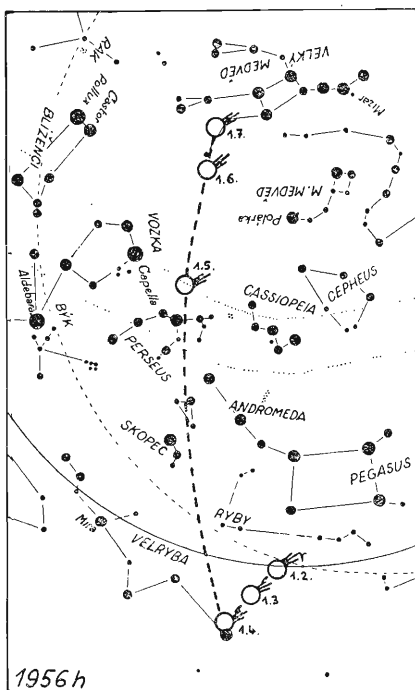 RAK
VELKÝ
MEDVĚD
Mizar
Pollux
Castor
BLÍŽENCI
1.7.
1.6.
M. MEDVĚD
Polárka
VOZKA
Capella
1.5.
CEPHEUS
CASSIOPEIA
Aldebaran
BÝK
PERSEUS
ANDROMEDA
SKOPEC
PEGASUS
RYBY
Mira
VELRYBA
1.2.
1.3
1.4.
1956h